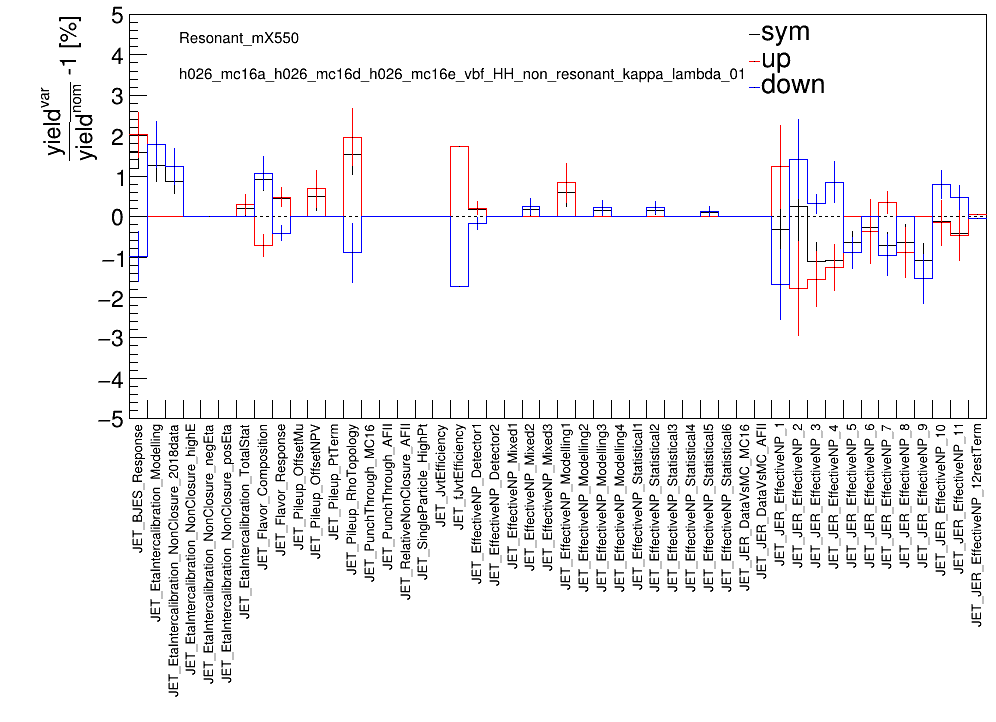 yield^var
yield^nom -1 [%]
5
4
3
2
1
0
−1
−2
−3
−4
−5
Resonant_mX550
h026_mc16a_h026_mc16d_h026_mc16e_vbf_HH_non_resonant_kappa_lambda_01
sym
up
down
JET_BJES_Response
JET_EtaIntercalibration_Modelling
JET_EtaIntercalibration_NonClosure_2018data
JET_EtaIntercalibration_NonClosure_highE
JET_EtaIntercalibration_NonClosure_negEta
JET_EtaIntercalibration_NonClosure_posEta
JET_EtaIntercalibration_TotalStat
JET_Flavor_Composition
JET_Flavor_Response
JET_Pileup_OffsetMu
JET_Pileup_OffsetNPV
JET_Pileup_PtTerm
JET_Pileup_RhoTopology
JET_PunchThrough_MC16
JET_PunchThrough_AFII
JET_RelativeNonClosure_AFII
JET_SingleParticle_HighPt
JET_JvtEfficiency
JET_fJvtEfficiency
JET_EffectiveNP_Detector1
JET_EffectiveNP_Detector2
JET_EffectiveNP_Mixed1
JET_EffectiveNP_Mixed2
JET_EffectiveNP_Mixed3
JET_EffectiveNP_Modelling1
JET_EffectiveNP_Modelling2
JET_EffectiveNP_Modelling3
JET_EffectiveNP_Modelling4
JET_EffectiveNP_Statistical1
JET_EffectiveNP_Statistical2
JET_EffectiveNP_Statistical3
JET_EffectiveNP_Statistical4
JET_EffectiveNP_Statistical5
JET_EffectiveNP_Statistical6
JET_JER_DataVsMC_MC16
JET_JER_DataVsMC_AFII
JET_JER_EffectiveNP_1
JET_JER_EffectiveNP_2
JET_JER_EffectiveNP_3
JET_JER_EffectiveNP_4
JET_JER_EffectiveNP_5
JET_JER_EffectiveNP_6
JET_JER_EffectiveNP_7
JET_JER_EffectiveNP_8
JET_JER_EffectiveNP_9
JET_JER_EffectiveNP_10
JET_JER_EffectiveNP_11
JET_JER_EffectiveNP_12restTerm